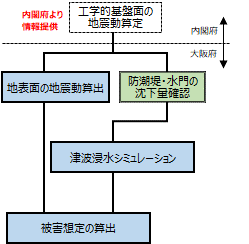 内閣府より
情報提供
工学的基盤面の
地震動算定
内閣府
大阪府
地表面の地震動算出
防潮堤・水門の
沈下量確認
津波浸水シミュレーション
被害想定の算出